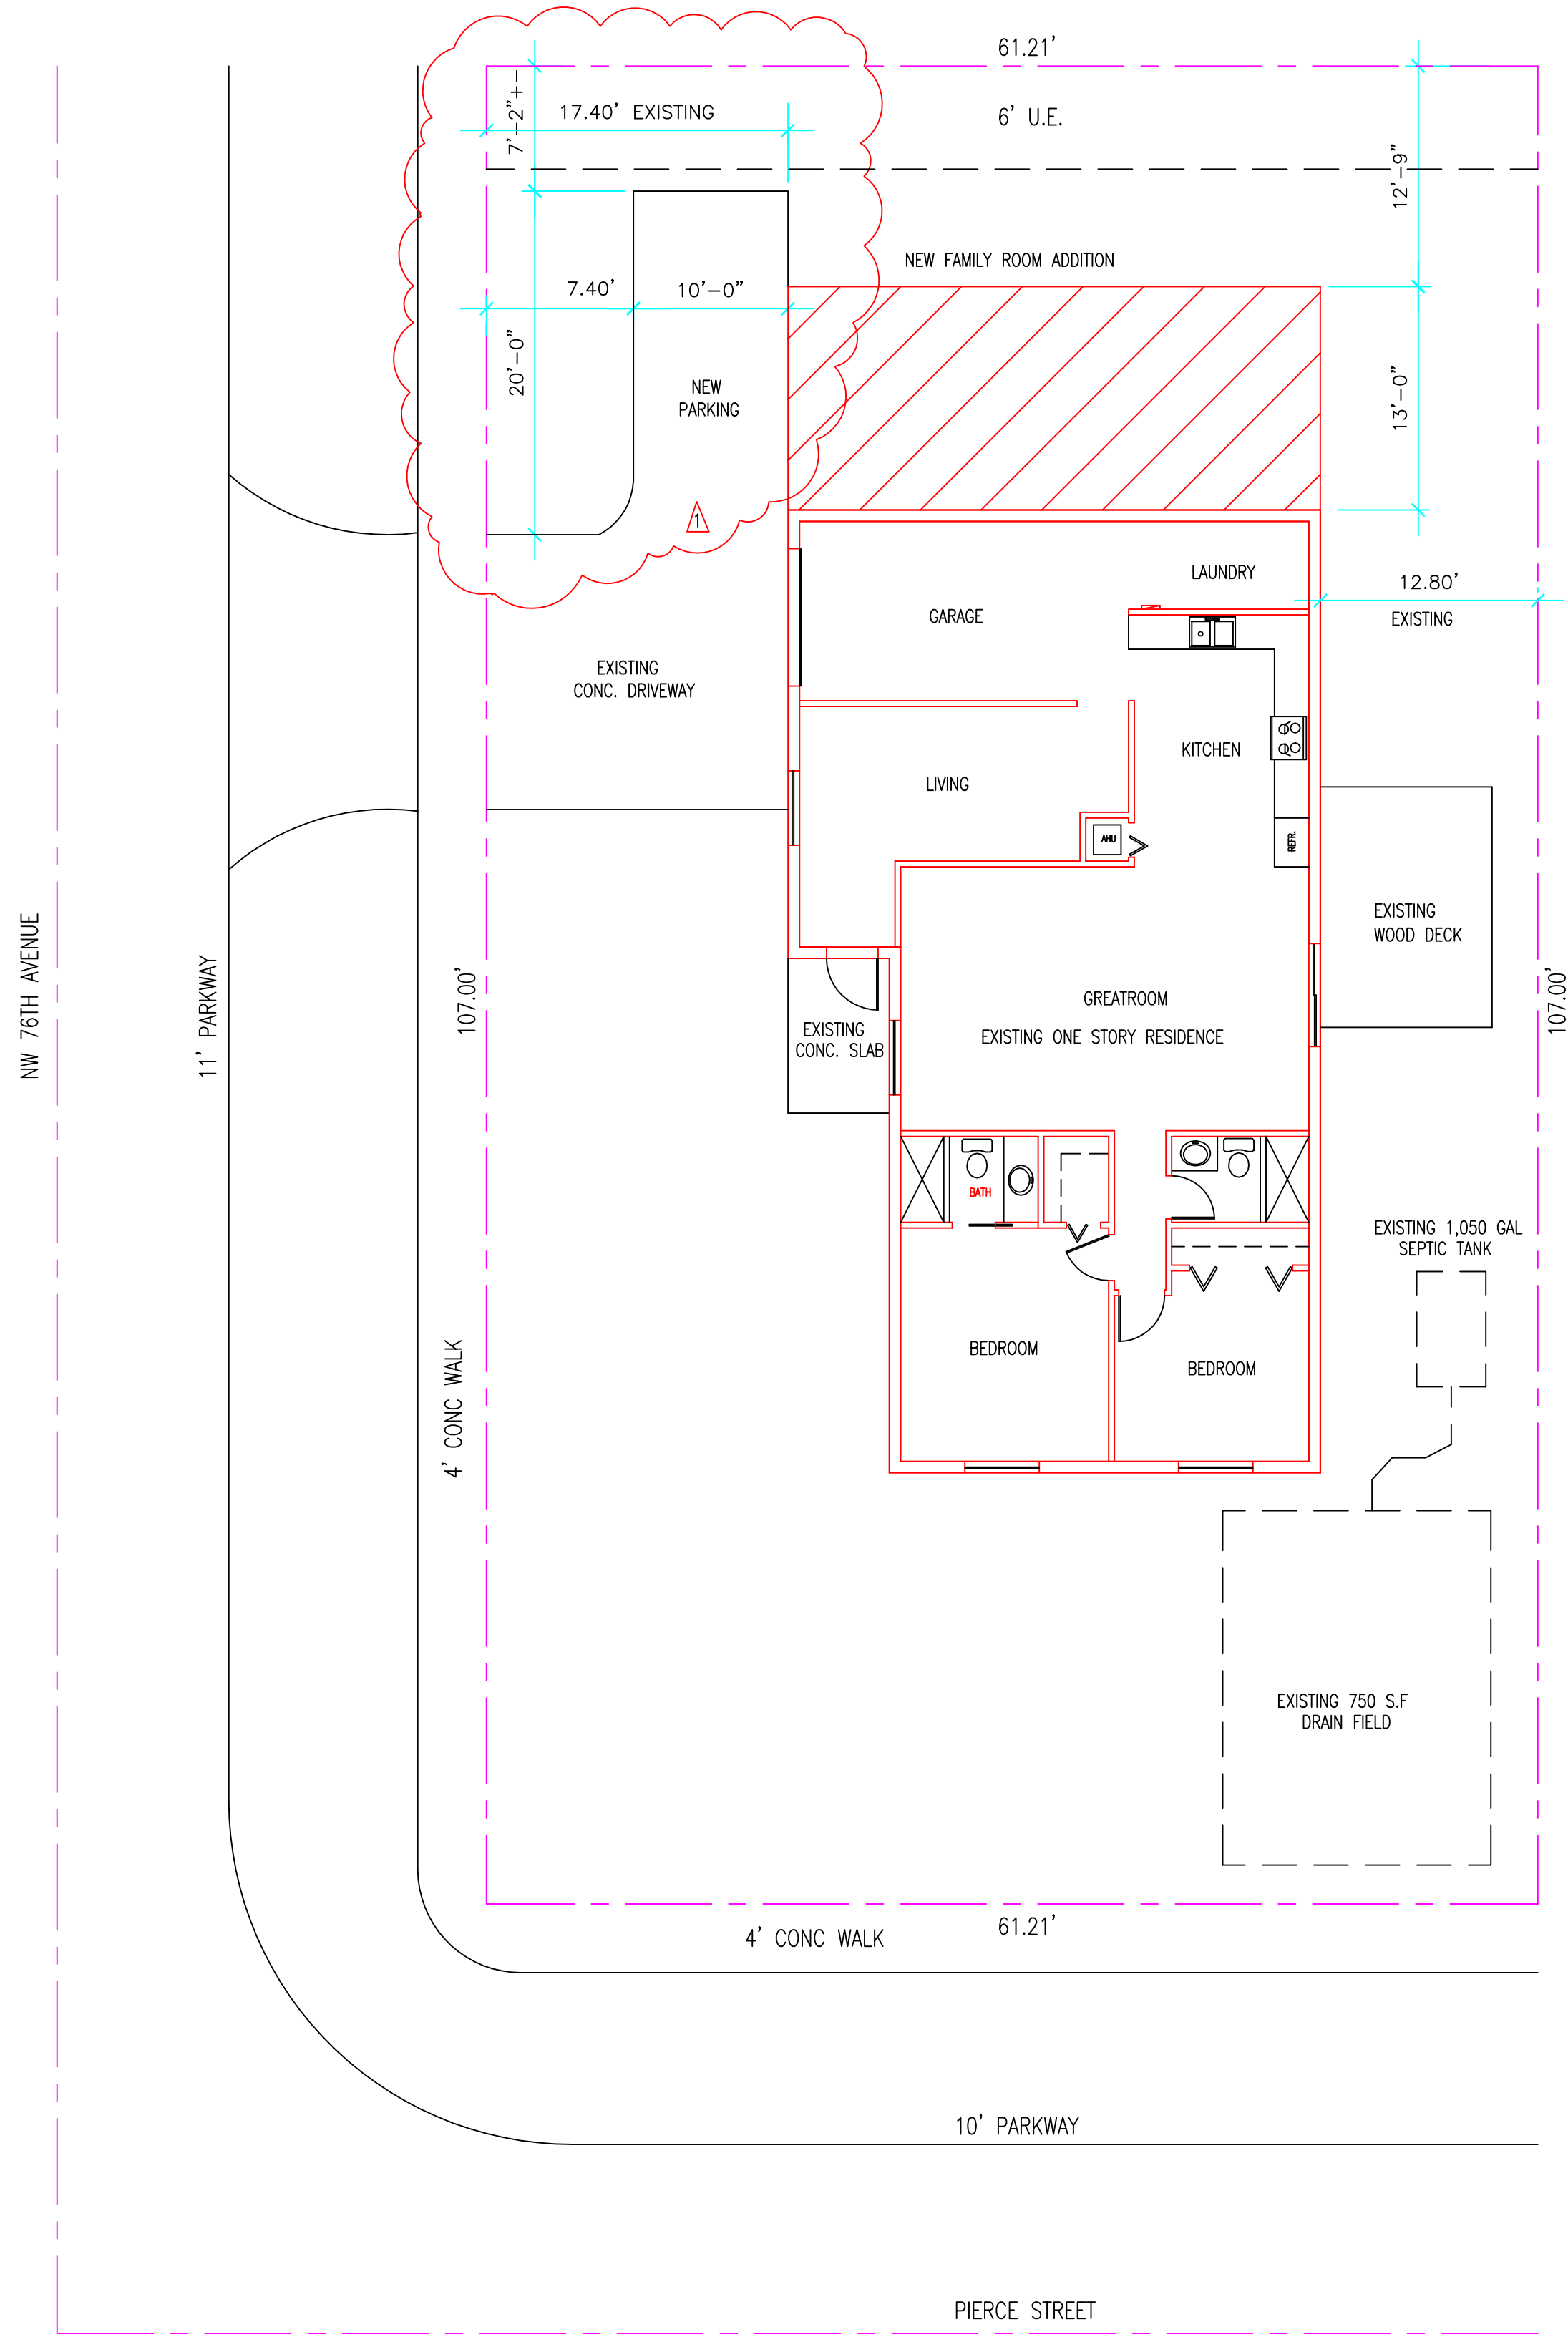 61.21'
7'-2"+-
17.40' EXISTING
6' U.E.
12'-9"
NEW FAMILY ROOM ADDITION
7.40'
10'-0"
20'-0"
NEW
PARKING
13'-0"
1
LAUNDRY
12.80'
EXISTING
GARAGE
EXISTING
CONC. DRIVEWAY
KITCHEN
LIVING
AHU
REFR.
EXISTING
WOOD DECK
NW 76TH AVENUE
11' PARKWAY
107.00'
GREATROOM
EXISTING ONE STORY RESIDENCE
107.00'
EXISTING
CONC. SLAB
BATH
EXISTING 1,050 GAL
SEPTIC TANK
4' CONC WALK
BEDROOM
BEDROOM
EXISTING 750 S.F
DRAIN FIELD
61.21'
4' CONC WALK
10' PARKWAY
PIERCE STREET